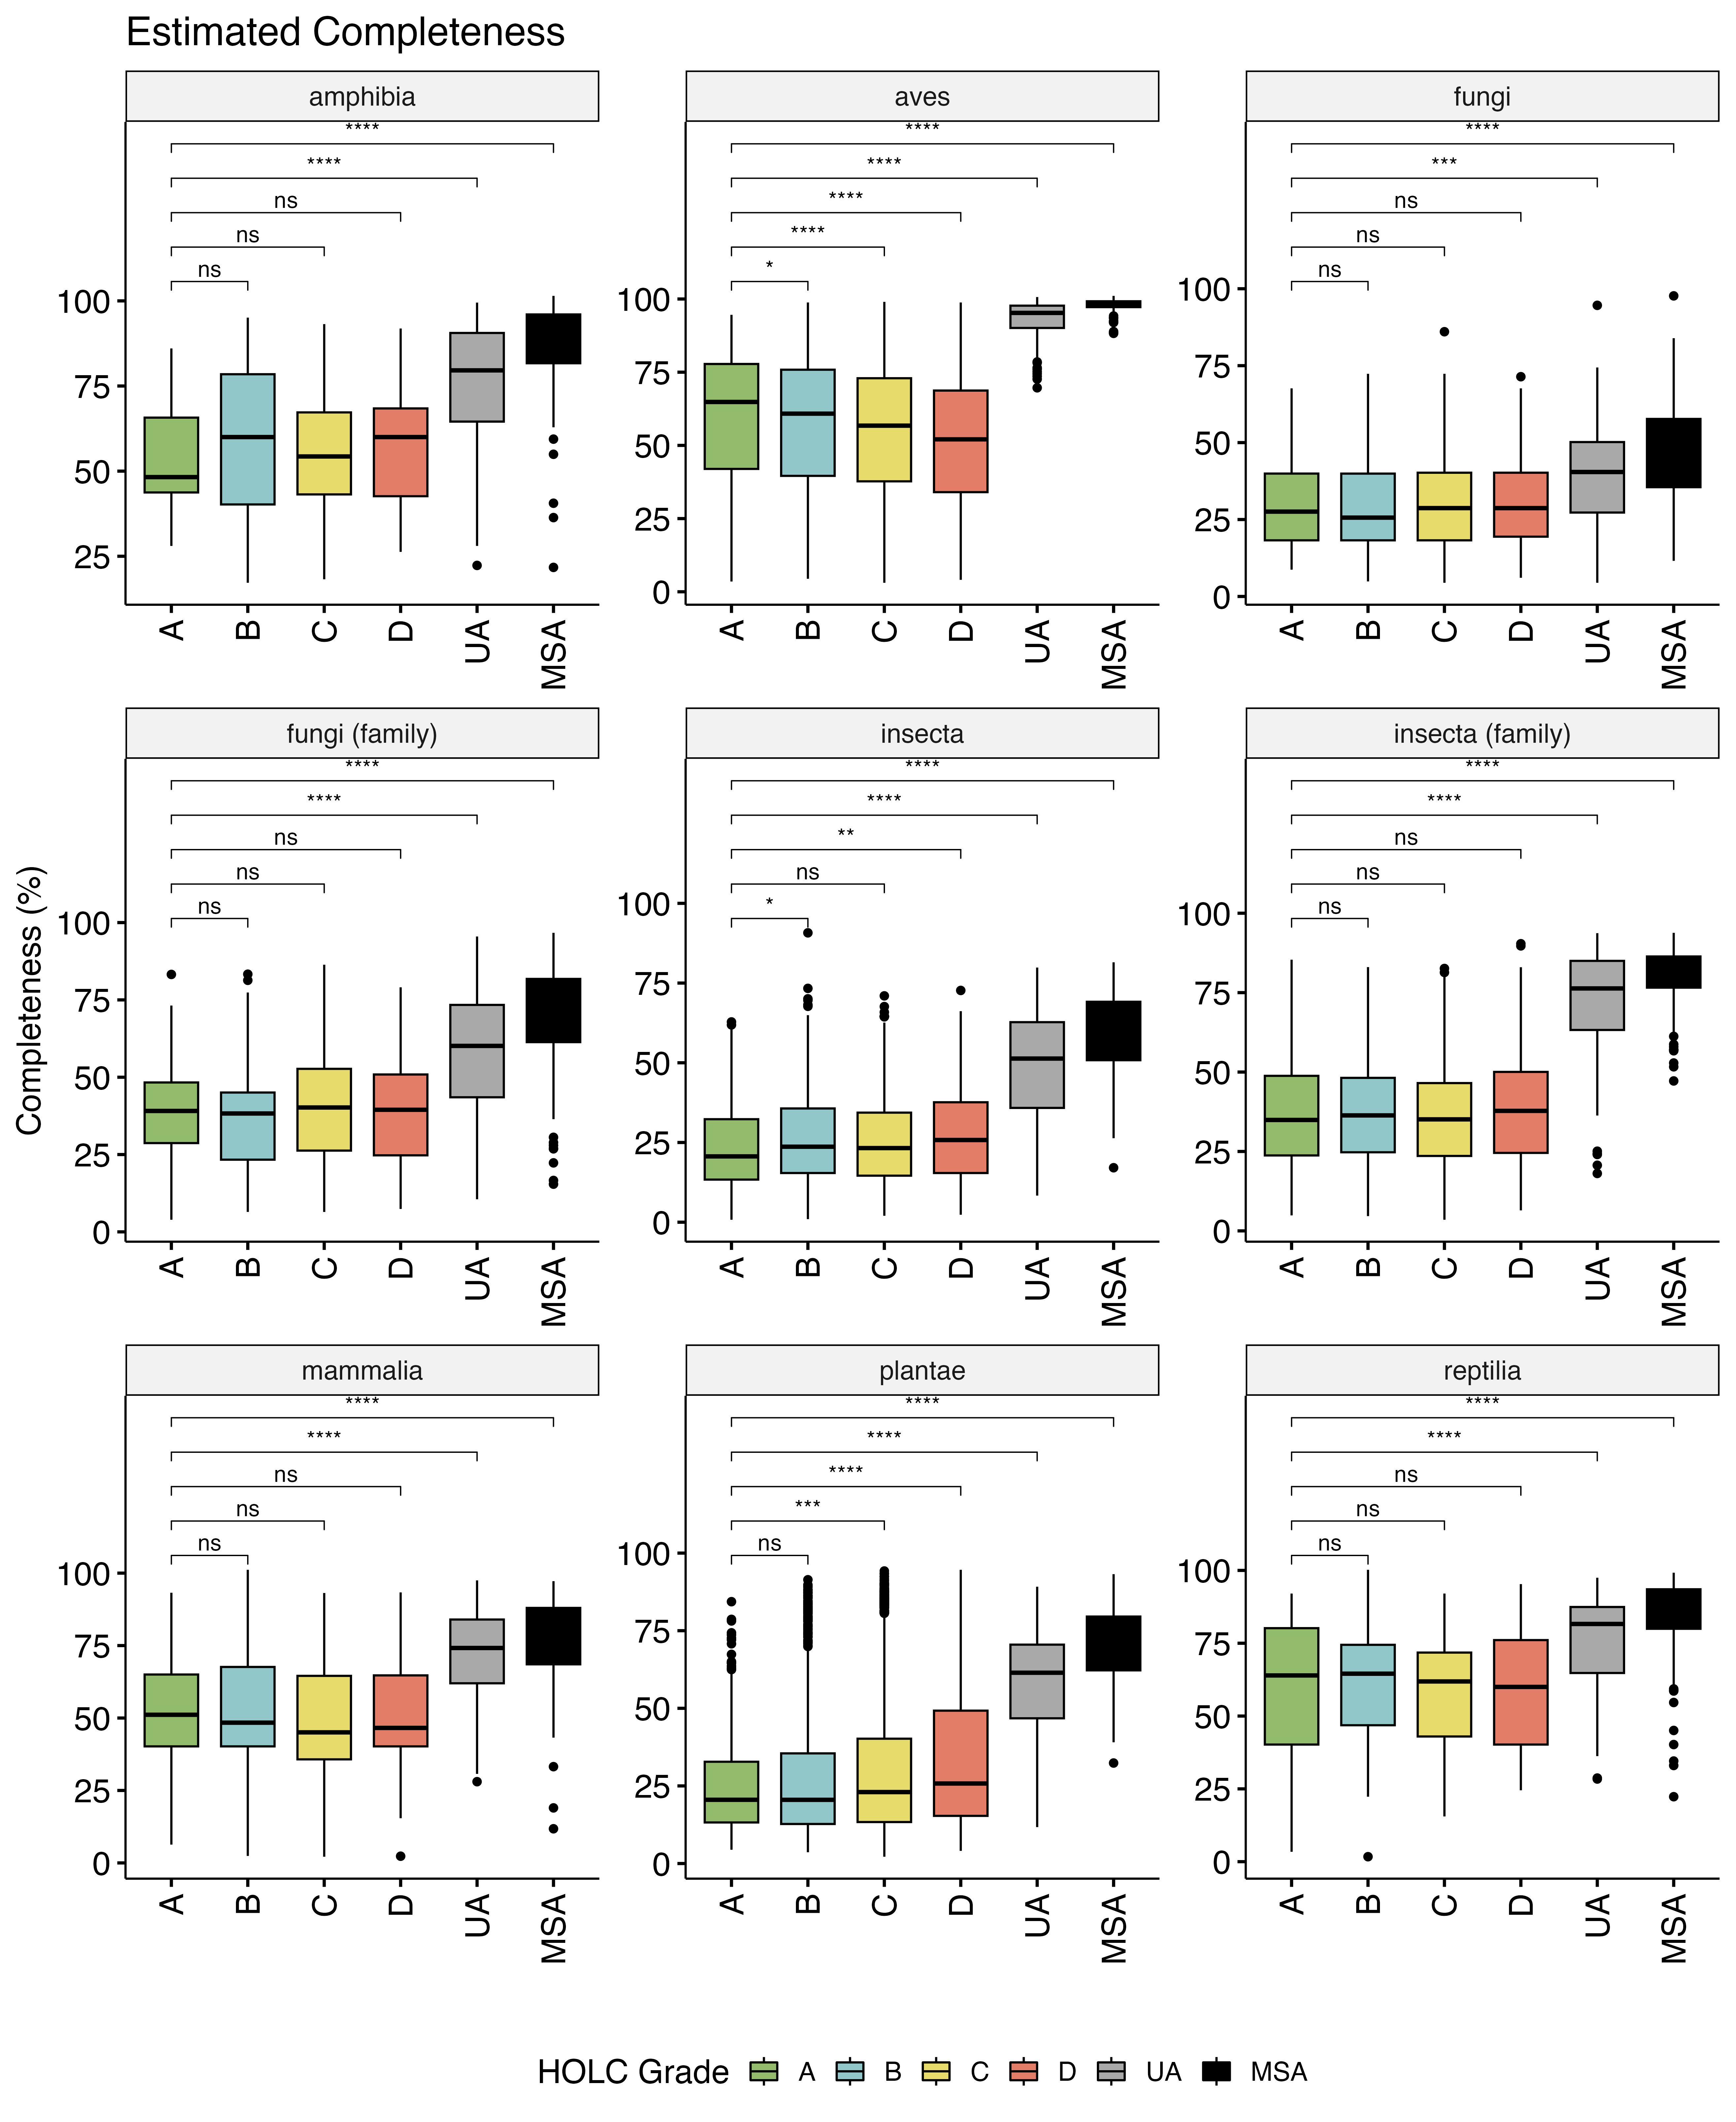 Estimated Completeness
amphibia
aves
fungi
****
****
ns
ns
ns
100
75
50
25
A B C D UA MSA
****
****
****
****
*
100
75
50
25
0
A B C D UA MSA
****
***
ns
ns
ns
100
75
50
25
0
A B C D UA MSA
Completeness (%)
fungi (family)
insecta
insecta (family)
****
****
ns
ns
ns
100
75
50
25
0
A B C D UA MSA
****
****
**
ns
*
100
75
50
25
0
A B C D UA MSA
****
****
ns
ns
ns
100
75
50
25
0
A B C D UA MSA
mammalia
plantae
reptilia
****
****
ns
ns
ns
100
75
50
25
0
A B C D UA MSA
****
****
****
***
ns
100
75
50
25
0
A B C D UA MSA
****
****
ns
ns
ns
100
75
50
25
0
A B C D UA MSA
HOLC Grade A B C D UA MSA